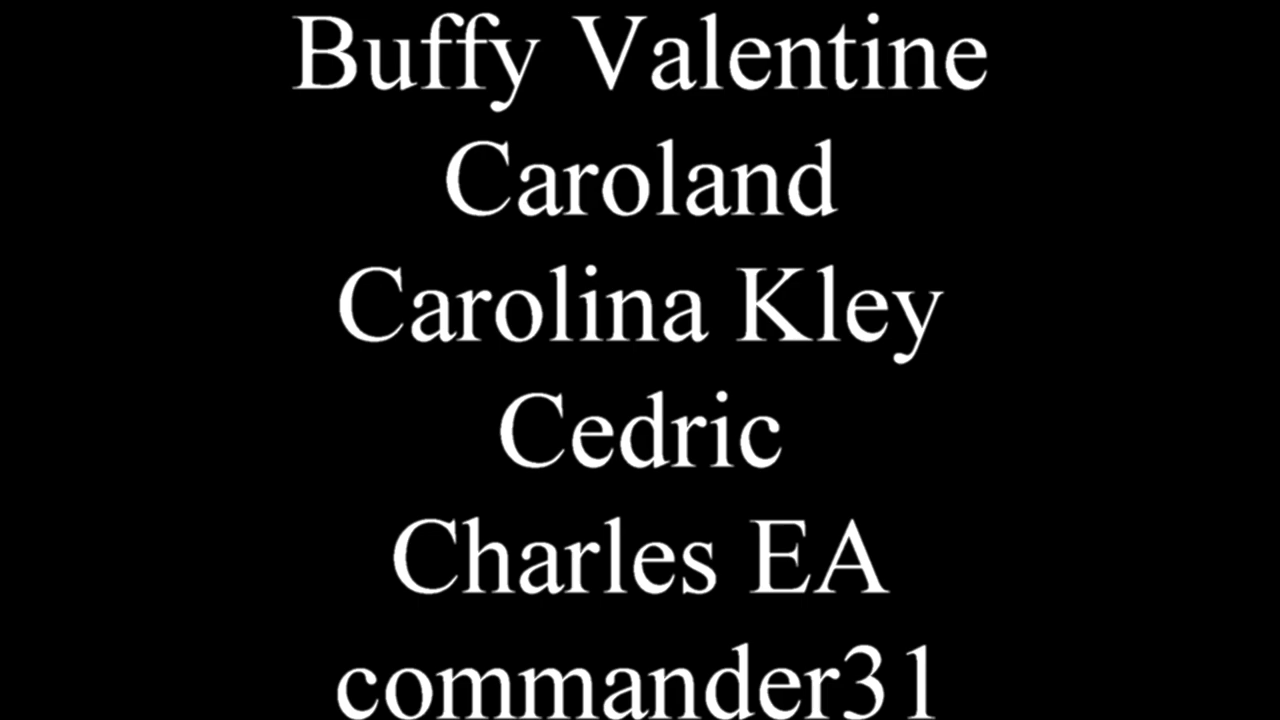 Buffy Valentine
Caroland
Carolina Kley
Cedric
Charles EA
commander31